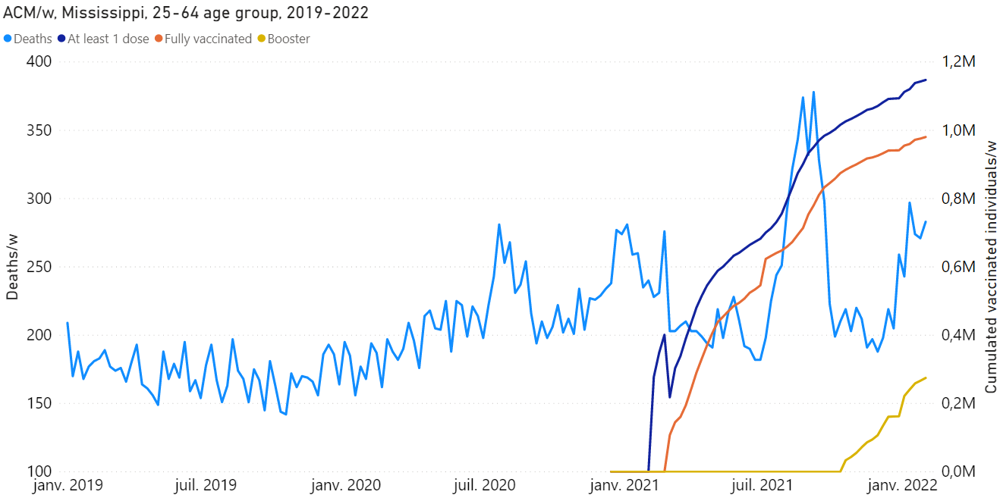 ACM/w, Mississippi, 25-64 age group, 2019-2022
Deaths At least 1 dose Fully vaccinated Booster
400 1,2M
350 1,0M
300 0,8M
250 0,6M
200 0,4M
150 0,2M
100 0,0M
Deaths/w
Cumulated vaccinated individuals/w
janv. 2019 juil. 2019 janv. 2020 juil. 2020 janv. 2021 juil. 2021 janv. 2022